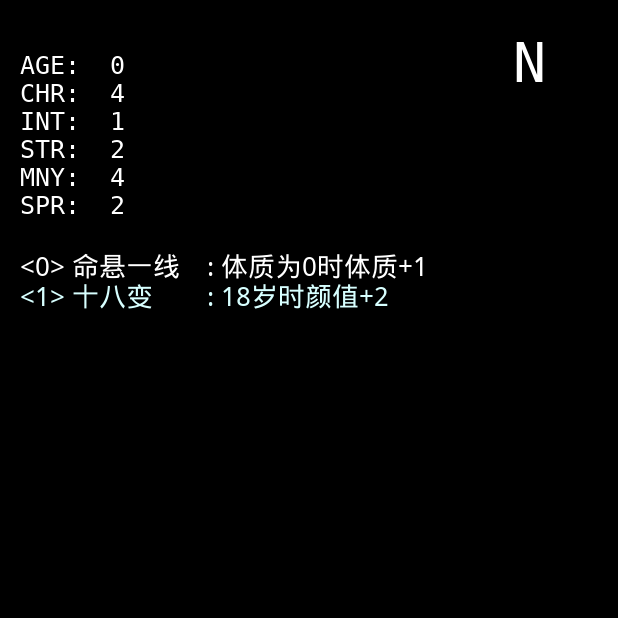 N
AGE: 0
CHR: 4
INT: 1
STR: 2
MNY: 4
SPR: 2
<0> 命悬一线 : 体质为0时体质+1
<1> 十八变 : 18岁时颜值+2